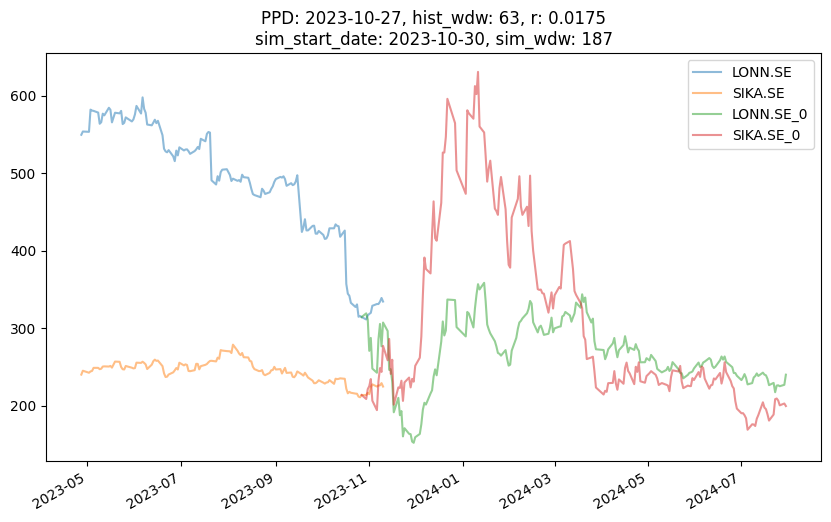 PPD: 2023-10-27, hist_wdw: 63, r: 0.0175
sim_start_date: 2023-10-30, sim_wdw: 187
LONN.SE
SIKA.SE
LONN.SE_0
SIKA.SE_0
600
500
400
300
200
2023-05
2023-07
2023-09
2023-11
2024-01
2024-03
2024-05
2024-07